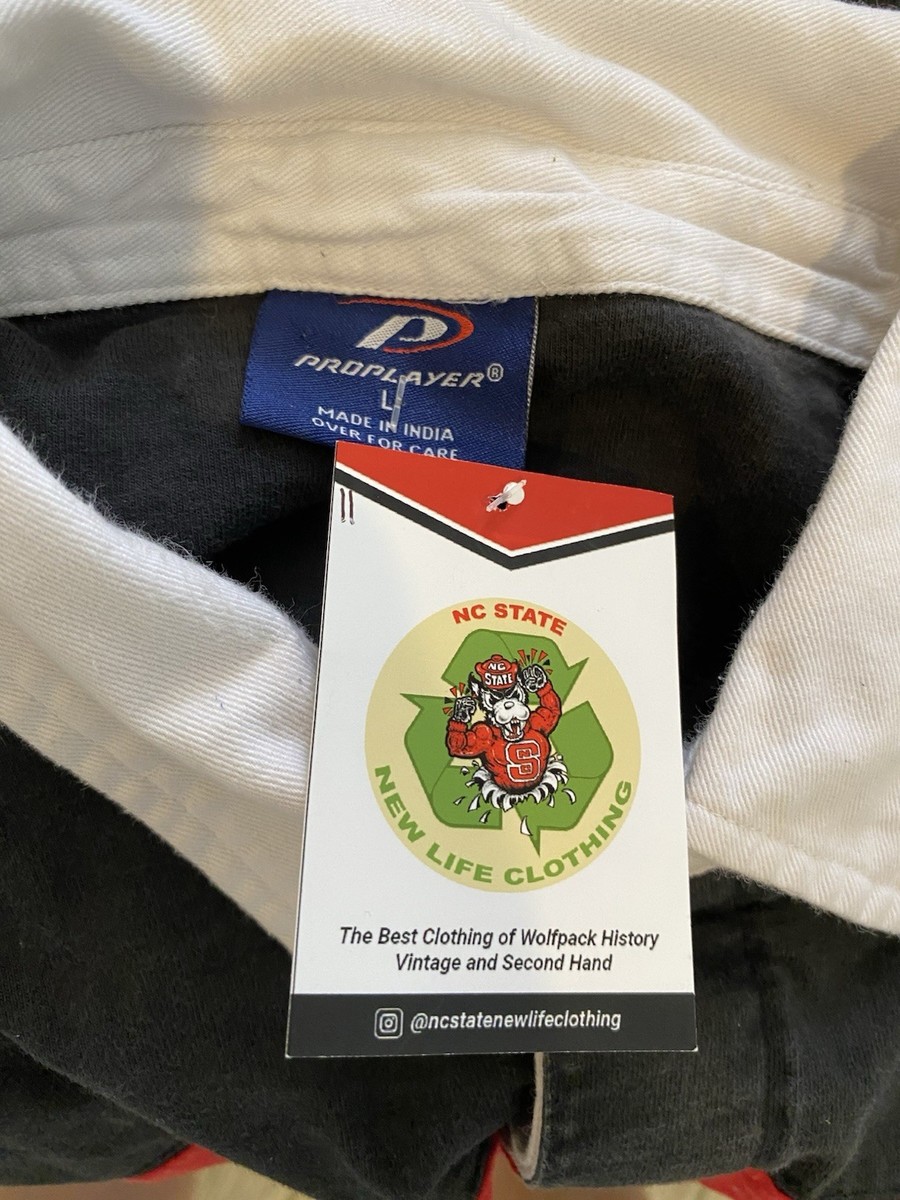 PROPLAYER®
L
MADE IN INDIA
OVER FOR CARE
NC STATE
NC
STATE
S
NEW LIFE CLOTHING
The Best Clothing of Wolfpack History
Vintage and Second Hand
@ncstatenewlifeclothing